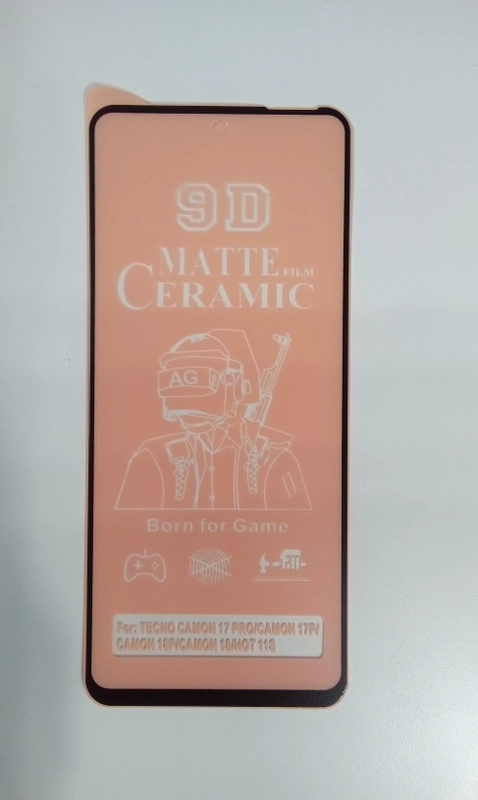 9D
MATTE FILM
CERAMIC
AG
Born for Game
For: TECNO CAMON 17 PRO/CAMON 17P/
CAMON 18P/CAMON 18/HOT 11S